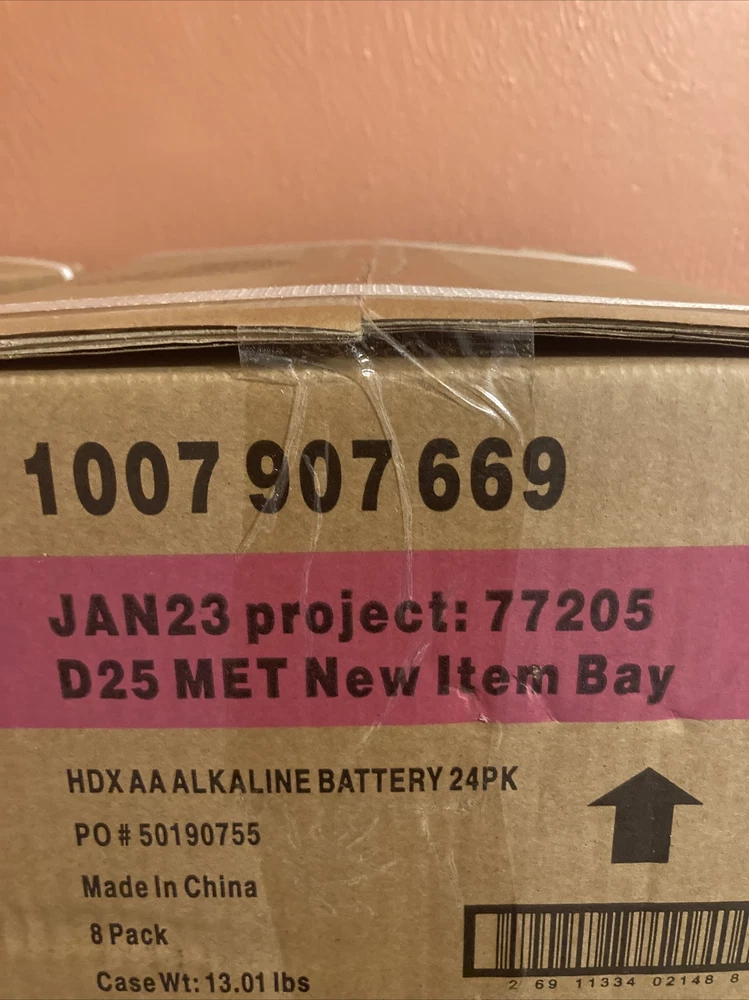 1007 907 669
JAN23 project: 77205
D25 MET New Item Bay
HDX AA ALKALINE BATTERY 24PK
PO # 50190755
Made In China
8 Pack
Case Wt: 13.01 lbs
2 69 11334 02148 8